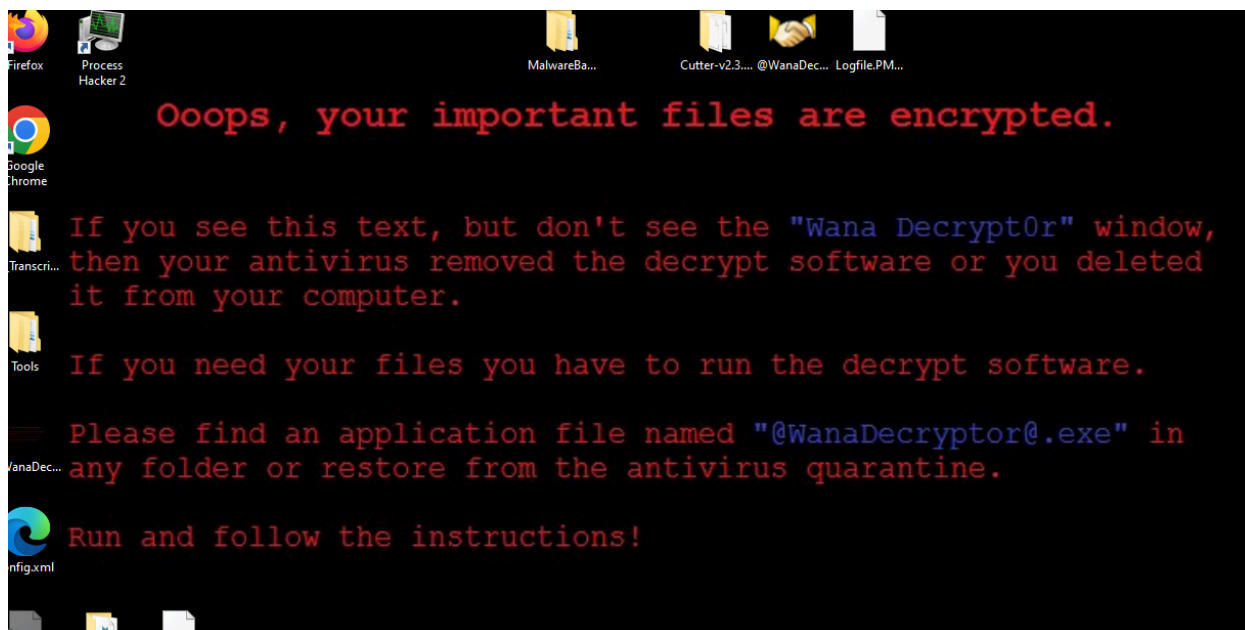 Firefox
Process
Hacker 2
MalwareBa...
Cutter-v2.3....
@WanaDec...
Logfile.PM...
Ooops, your important files are encrypted.
Google
Chrome
If you see this text, but don't see the "Wana Decrypt0r" window,
Transcri...
then your antivirus removed the decrypt software or you deleted
it from your computer.
Tools
If you need your files you have to run the decrypt software.
Please find an application file named "@WanaDecryptor@.exe" in
VanaDec...
any folder or restore from the antivirus quarantine.
Run and follow the instructions!
nfig.xml